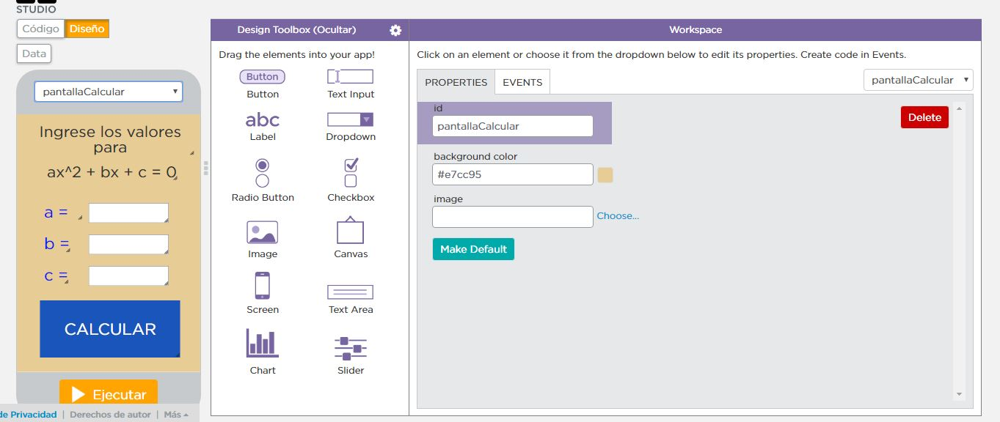 STUDIO
Código Diseño
Data
pantallaCalcular
Ingrese los valores
para
ax^2 + bx + c = 0
a =
b =
c =
CALCULAR
Ejecutar
de Privacidad | Derechos de autor | Más
Design Toolbox (Ocultar)
Drag the elements into your app!
Button
Button
Text Input
abc
Label
Dropdown
Radio Button
Checkbox
Image
Canvas
Screen
Text Area
Chart
Slider
Workspace
Click on an element or choose it from the dropdown below to edit its properties. Create code in Events.
PROPERTIES EVENTS
pantallaCalcular
id
pantallaCalcular
Delete
background color
#e7cc95
image
Choose...
Make Default